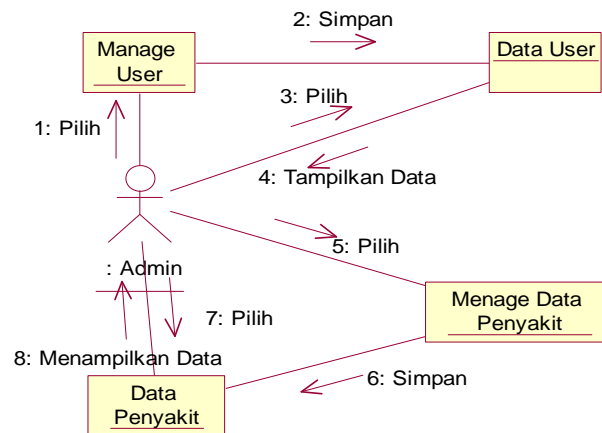 2: Simpan
Manage
User
Data User
3: Pilih
1: Pilih
4: Tampilkan Data
5: Pilih
: Admin
Menage Data
Penyakit
7: Pilih
8: Menampilkan Data
6: Simpan
Data
Penyakit